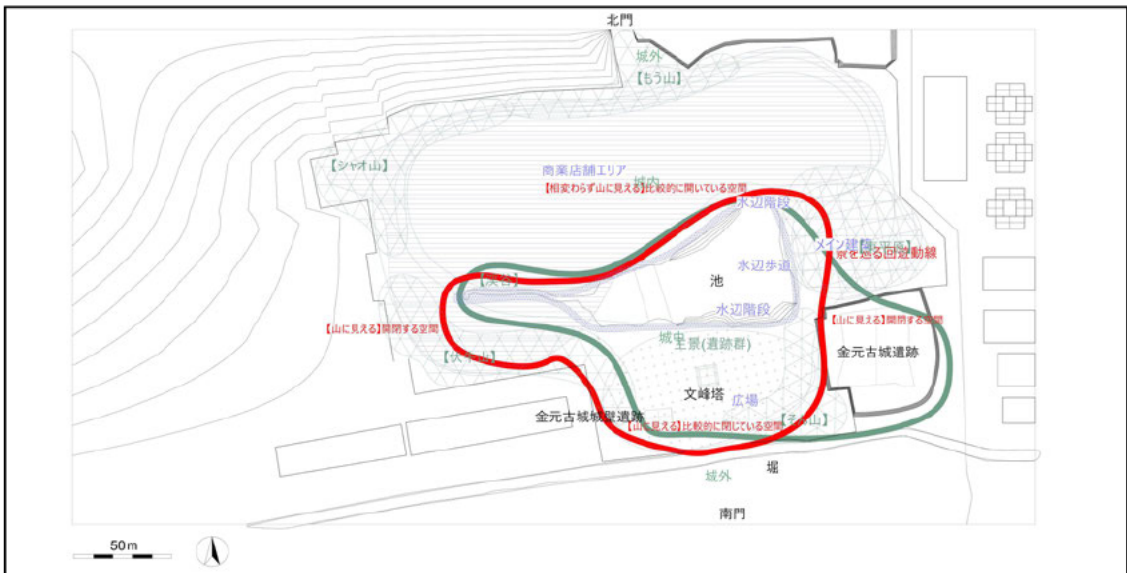 北門
城外
【もう山】
【シャオ山】
商業店舗エリア
城内
【相変わらず山に見える】比較的に開いている空間
水辺階段
メイン建
景を巡る回遊動線
水辺歩道
池
【渓谷】
水辺階段
【山に見える】開閉する空間
【山に見える】開閉する空間
城中
主景(遺跡群)
金元古城遺跡
【伏牛山】
文峰塔
広場
金元古城城壁遺跡
【山に見える】比較的に閉じている空間
堀
城外
南門
50m